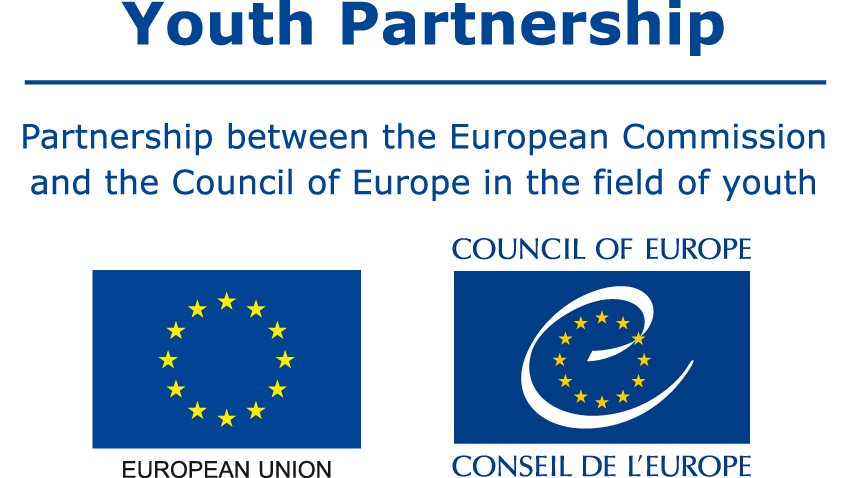 Youth Partnership
Partnership between the European Commission
and the Council of Europe in the field of youth
COUNCIL OF EUROPE
EUROPEAN UNION
CONSEIL DE L'EUROPE